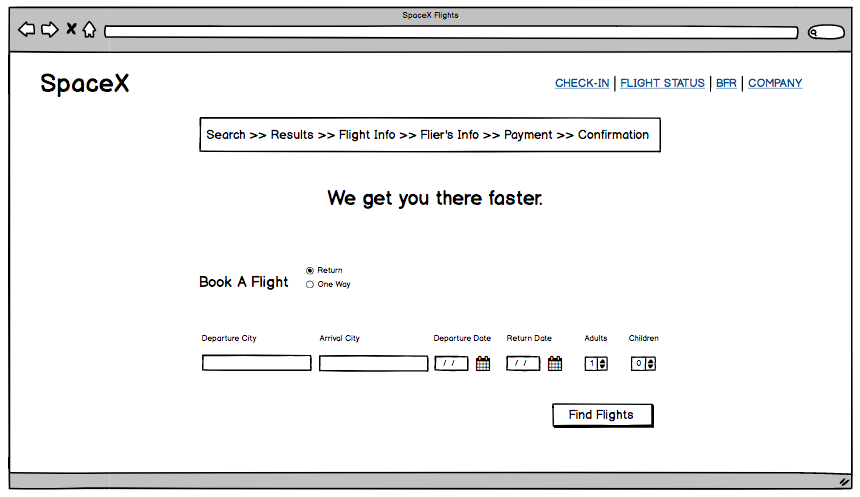 SpaceX Flights
SpaceX
CHECK-IN | FLIGHT STATUS | BFR | COMPANY
Search >> Results >> Flight Info >> Flier's Info >> Payment >> Confirmation
We get you there faster.
Return
Book A Flight
One Way
Departure City Arrival City Departure Date Return Date Adults Children
/ / / / 1 0
Find Flights